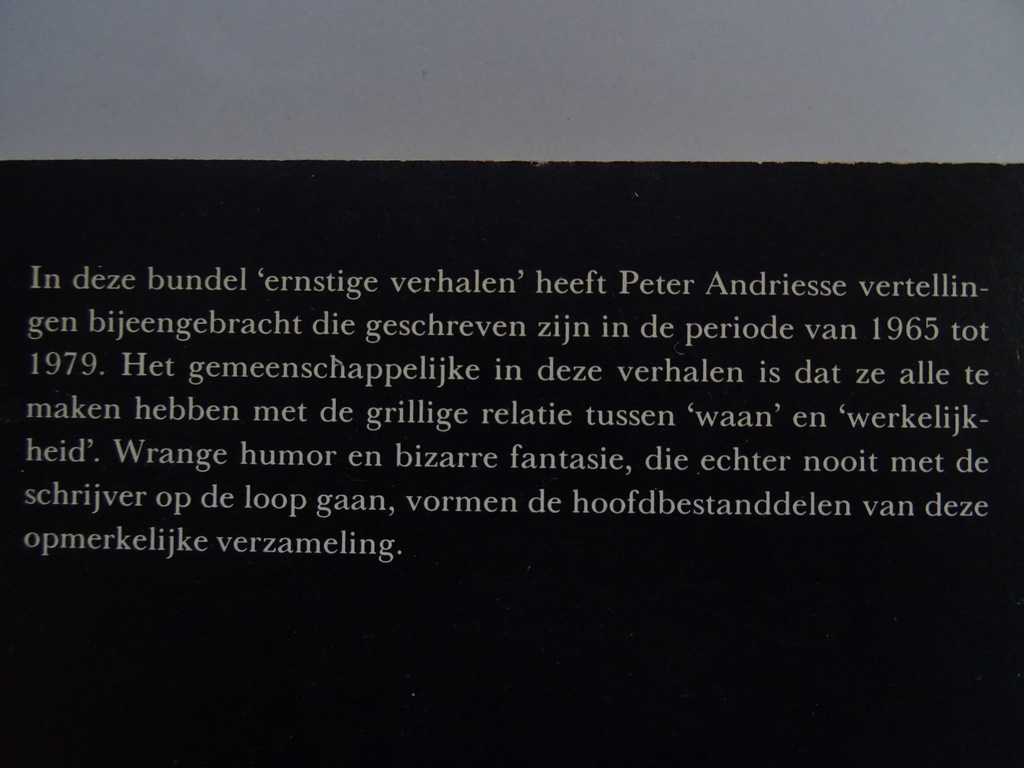 In deze bundel ‘ernstige verhalen’ heeft Peter Andriesse vertellin-
gen bijeengebracht die geschreven zijn in de periode van 1965 tot
1979. Het gemeenschappelijke in deze verhalen is dat ze alle te
maken hebben met de grillige relatie tussen ‘waan’ en ‘werkelijk-
heid’. Wrange humor en bizarre fantasie, die echter nooit met de
schrijver op de loop gaan, vormen de hoofdbestanddelen van deze
opmerkelijke verzameling.